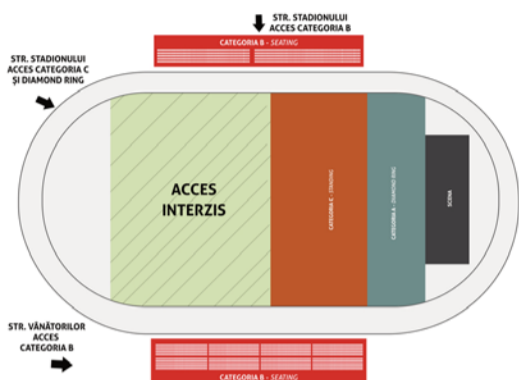 STR. STADIONULUI
ACCES CATEGORIA B
CATEGORIA B - SEATING
STR. STADIONULUI
ACCES CATEGORIA C
ȘI DIAMOND RING
ACCES
INTERZIS
CATEGORIA C - STANDING
CATEGORIA A - DIAMOND RING
SCENA
STR. VÂNĂTORILOR
ACCES
CATEGORIA B
CATEGORIA B - SEATING